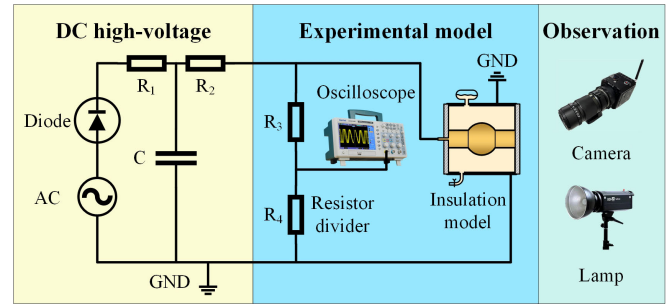 DC high-voltage
Experimental model
Observation
R1
R2
GND
Oscilloscope
Diode
R3
C
Camera
AC
Insulation
model
R4
Resistor
divider
GND
Lamp